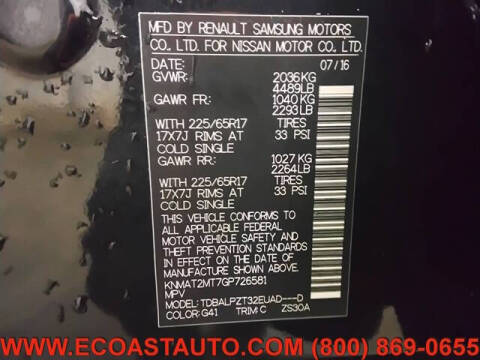 MFD BY RENAULT SAMSUNG MOTORS
CO. LTD. FOR NISSAN MOTOR CO. LTD.
DATE: 07/16
GVWR: 2036KG
4489LB
GAWR FR: 1040KG
2293LB
WITH 225/65R17 TIRES
17X7J RIMS AT 33 PSI
COLD SINGLE
GAWR RR: 1027KG
2264LB
WITH 225/65R17 TIRES
17X7J RIMS AT 33 PSI
COLD SINGLE
THIS VEHICLE CONFORMS TO
ALL APPLICABLE FEDERAL
MOTOR VEHICLE SAFETY AND
THEFT PREVENTION STANDARDS
IN EFFECT ON THE DATE OF
MANUFACTURE SHOWN ABOVE.
KNMAT2MT7GP726581
MPV
MODEL: TDBALPZT32EUAD---D
COLOR: G41 TRIM: C ZS30A
WWW.ECOASTAUTO.COM (800) 869-0655